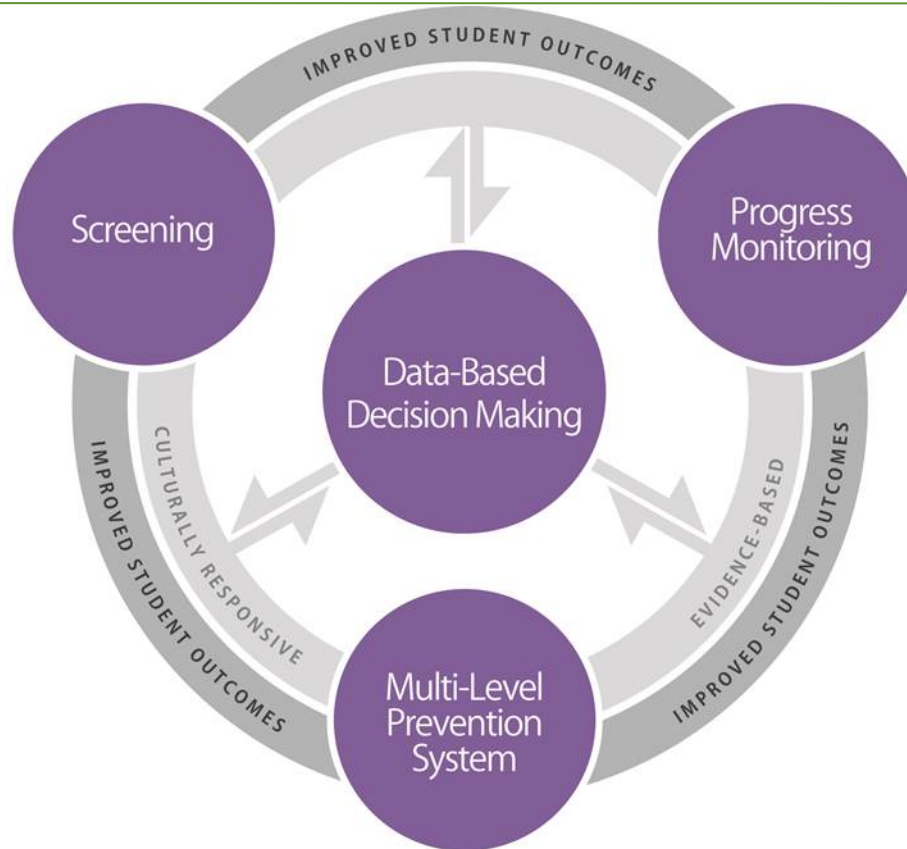 IMPROVED STUDENT OUTCOMES
Screening
Progress
Monitoring
Data-Based
Decision Making
IMPROVED STUDENT OUTCOMES
CULTURALLY RESPONSIVE
EVIDENCE-BASED
IMPROVED STUDENT OUTCOMES
Multi-Level
Prevention
System